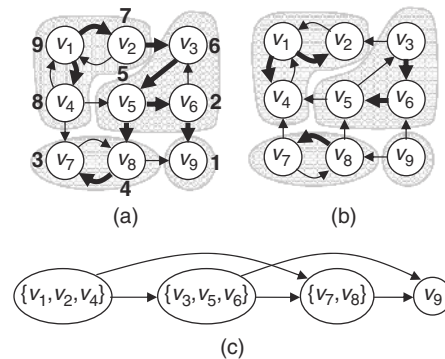 7
9 v1 v2 v3 6
5
8 v4 v5 v6 2
3 v7 v8 v9 1
4
(a)
v1 v2 v3
v4 v5 v6
v7 v8 v9
(b)
{v1, v2, v4} {v3, v5, v6} {v7, v8} v9
(c)